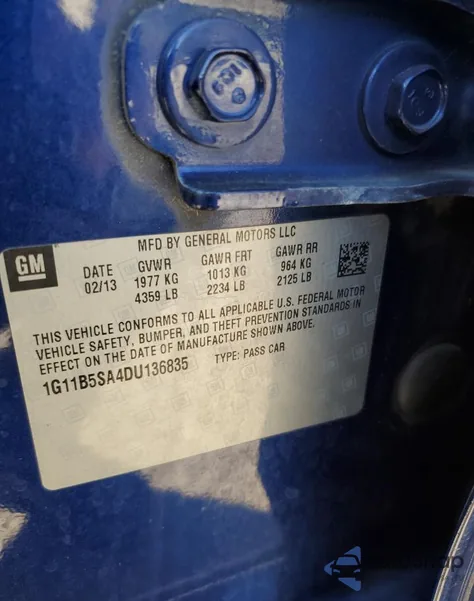 GM
MFD BY GENERAL MOTORS LLC
DATE GVWR GAWR FRT GAWR RR
02/13 1977 KG 1013 KG 964 KG
4359 LB 2234 LB 2125 LB
THIS VEHICLE CONFORMS TO ALL APPLICABLE U.S. FEDERAL MOTOR
VEHICLE SAFETY, BUMPER, AND THEFT PREVENTION STANDARDS IN
EFFECT ON THE DATE OF MANUFACTURE SHOWN ABOVE.
1G11B5SA4DU136835 TYPE: PASS CAR